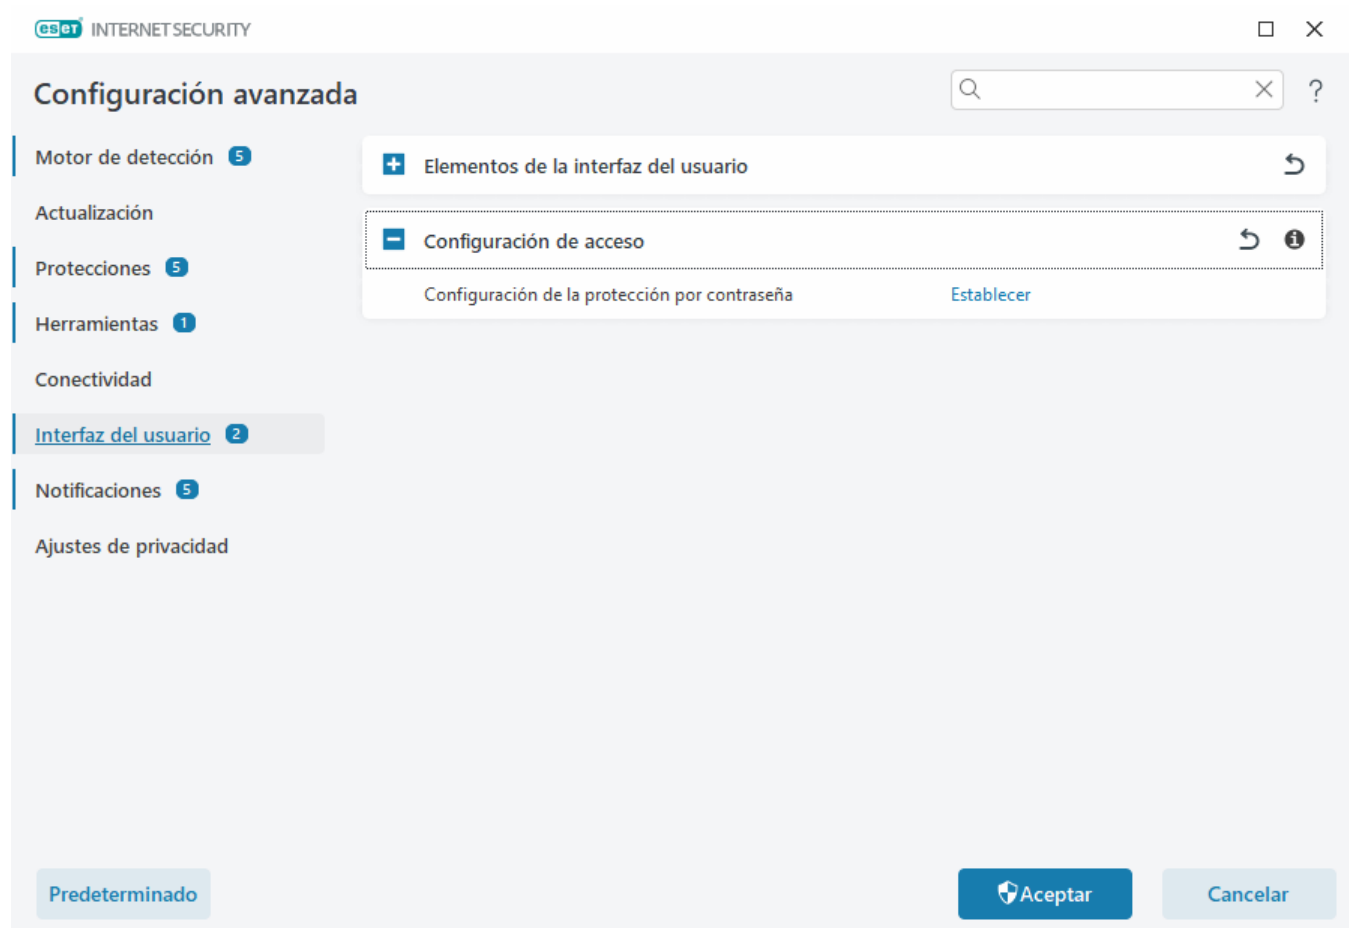 eset INTERNET SECURITY
Configuración avanzada
?
Motor de detección 5
Actualización
Protecciones 5
Herramientas 1
Conectividad
Interfaz del usuario 2
Notificaciones 5
Ajustes de privacidad
Elementos de la interfaz del usuario
Configuración de acceso
Configuración de la protección por contraseña Establecer
Predeterminado
Aceptar
Cancelar